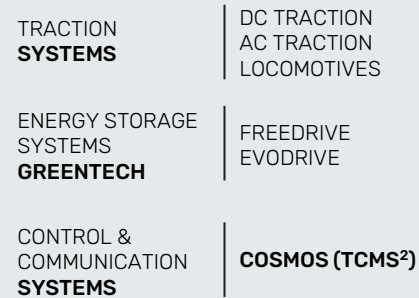 TRACTION
SYSTEMS
DC TRACTION
AC TRACTION
LOCOMOTIVES
ENERGY STORAGE
SYSTEMS
GREENTECH
FREEDRIVE
EVODRIVE
CONTROL &
COMMUNICATION
SYSTEMS
COSMOS (TCMS²)